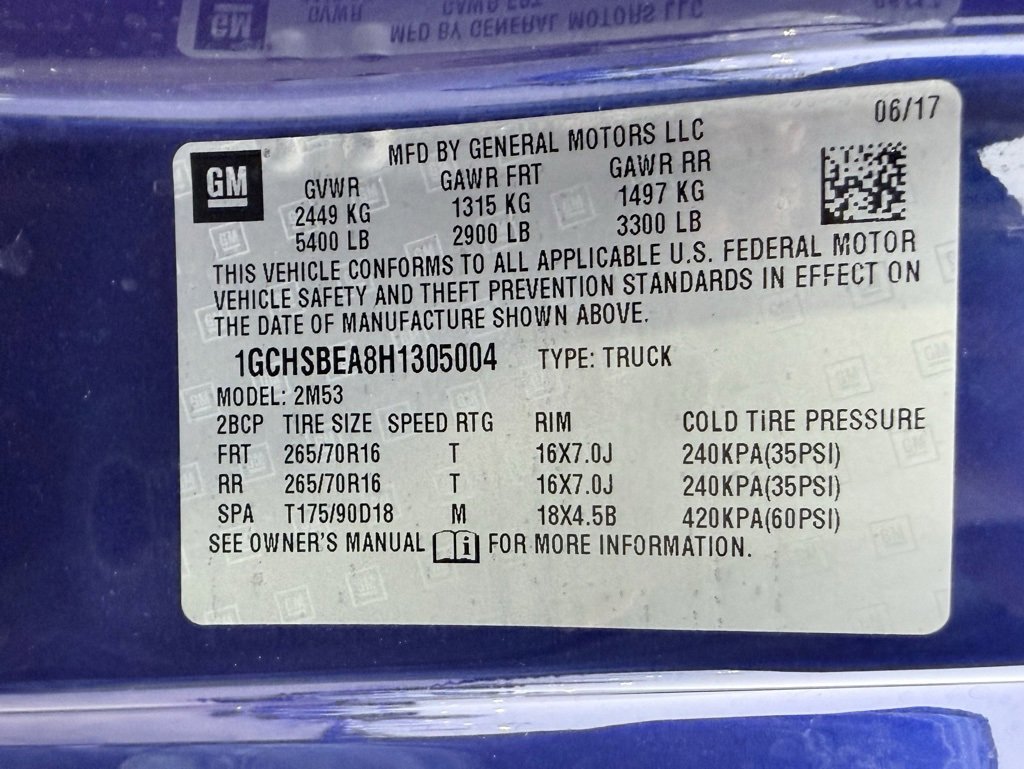 06/17
MFD BY GENERAL MOTORS LLC
GM
GVWR GAWR FRT GAWR RR
2449 KG 1315 KG 1497 KG
5400 LB 2900 LB 3300 LB
THIS VEHICLE CONFORMS TO ALL APPLICABLE U.S. FEDERAL MOTOR
VEHICLE SAFETY AND THEFT PREVENTION STANDARDS IN EFFECT ON
THE DATE OF MANUFACTURE SHOWN ABOVE.
1GCHSBEA8H1305004 TYPE: TRUCK
MODEL: 2M53
2BCP TIRE SIZE SPEED RTG RIM COLD TiRE PRESSURE
FRT 265/70R16 T 16X7.0J 240KPA(35PSI)
RR 265/70R16 T 16X7.0J 240KPA(35PSI)
SPA T175/90D18 M 18X4.5B 420KPA(60PSI)
SEE OWNER'S MANUAL i FOR MORE INFORMATION.